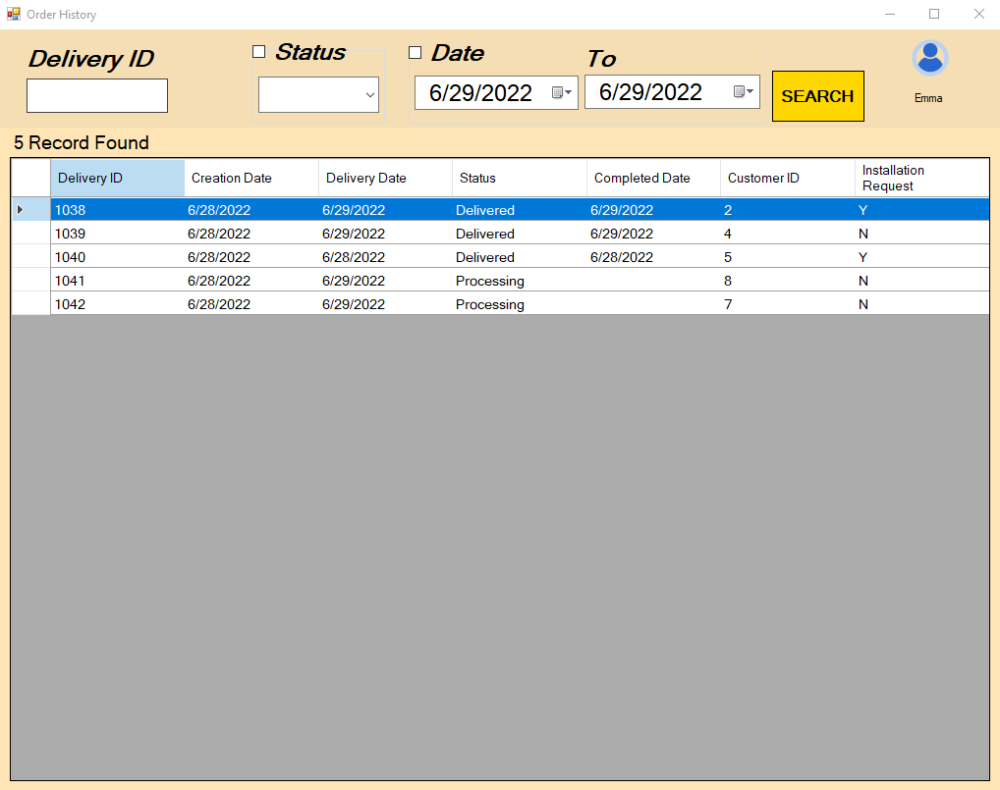 Order History
Delivery ID
Status
Date
To
6/29/2022
6/29/2022
SEARCH
Emma
5 Record Found
Delivery ID Creation Date Delivery Date Status Completed Date Customer ID Installation Request
1038 6/28/2022 6/29/2022 Delivered 6/29/2022 2 Y
1039 6/28/2022 6/29/2022 Delivered 6/29/2022 4 N
1040 6/28/2022 6/28/2022 Delivered 6/28/2022 5 Y
1041 6/28/2022 6/29/2022 Processing 8 N
1042 6/28/2022 6/29/2022 Processing 7 N